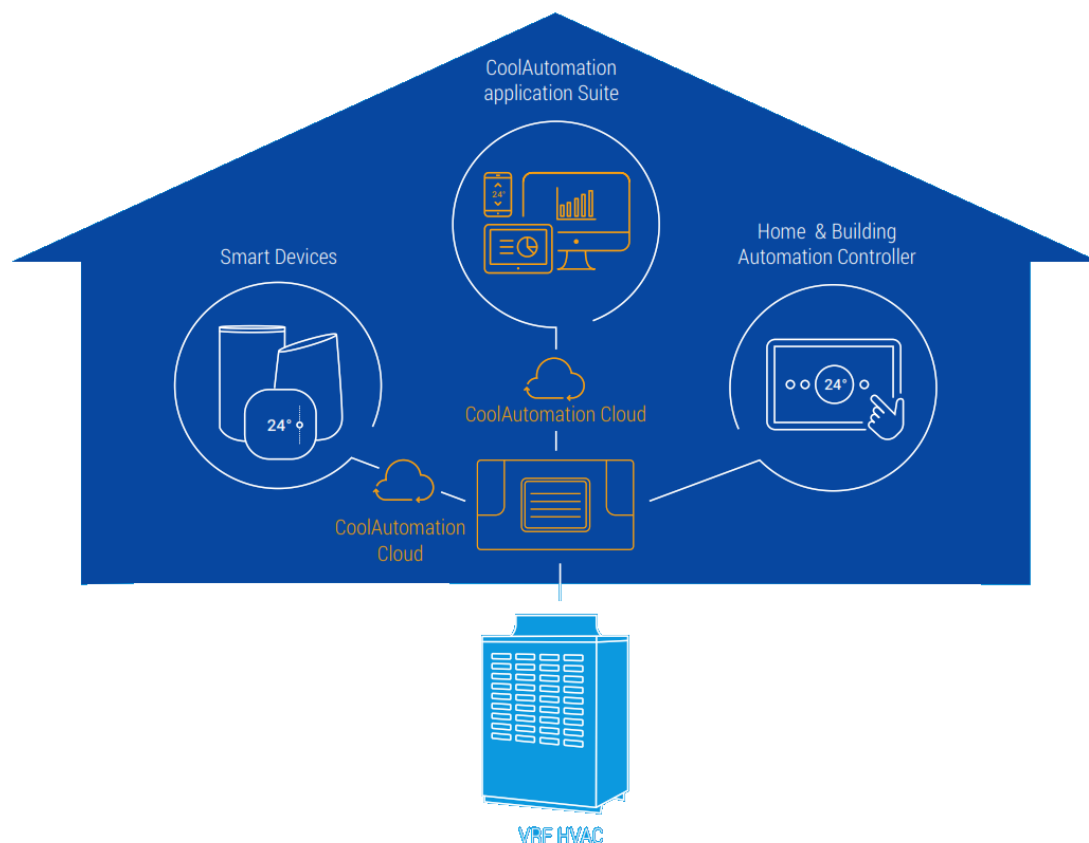 CoolAutomation
application Suite
24°
Smart Devices
Home & Building
Automation Controller
24°
24°
CoolAutomation Cloud
CoolAutomation
Cloud
VRF HVAC